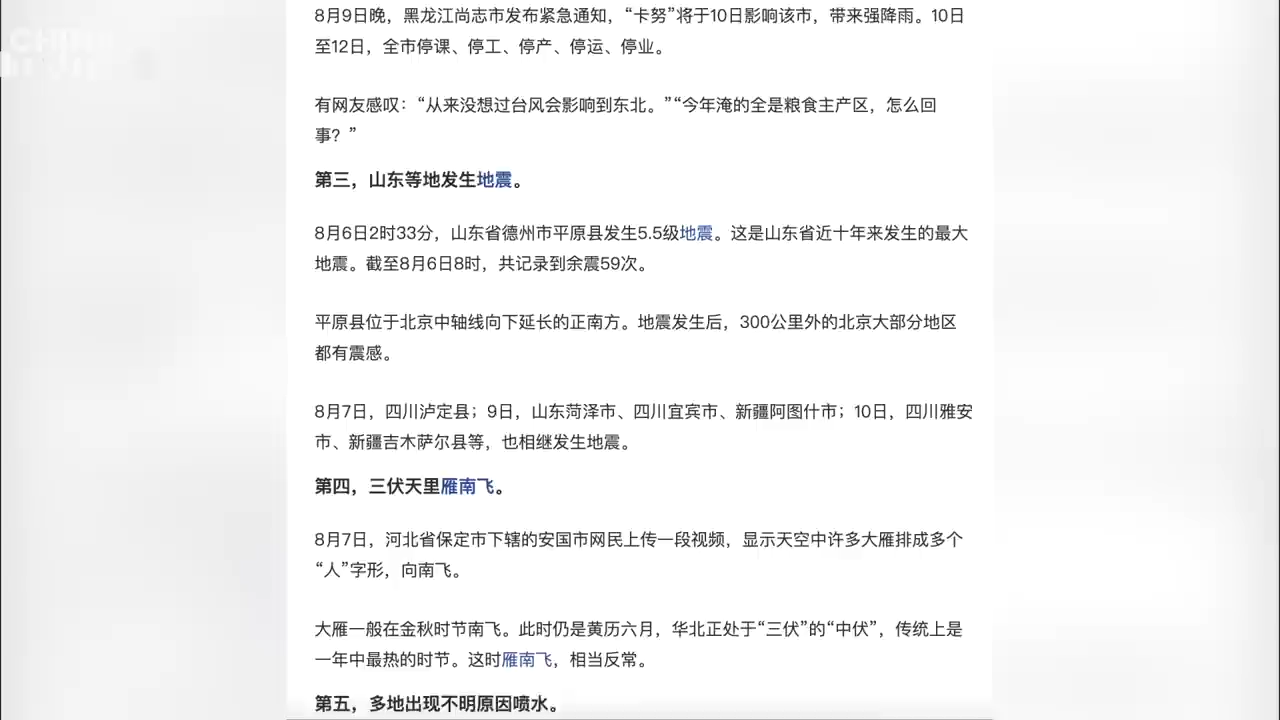 8月9日晚，黑龙江尚志市发布紧急通知，“卡努”将于10日影响该市，带来强降雨。10日
至12日，全市停课、停工、停产、停运、停业。
有网友感叹：“从来没想过台风会影响到东北。”“今年淹的全是粮食主产区，怎么回
事？”
第三，山东等地发生地震。
8月6日2时33分，山东省德州市平原县发生5.5级地震。这是山东省近十年来发生的最大
地震。截至8月6日8时，共记录到余震59次。
平原县位于北京中轴线向下延长的正南方。地震发生后，300公里外的北京大部分地区
都有震感。
8月7日，四川泸定县；9日，山东菏泽市、四川宜宾市、新疆阿图什市；10日，四川雅安
市、新疆吉木萨尔县等，也相继发生地震。
第四，三伏天里雁南飞。
8月7日，河北省保定市下辖的安国市网民上传一段视频，显示天空中许多大雁排成多个
“人”字形，向南飞。
大雁一般在金秋时节南飞。此时仍是黄历六月，华北正处于“三伏”的“中伏”，传统上是
一年中最热的时节。这时雁南飞，相当反常。
第五，多地出现不明原因喷水。